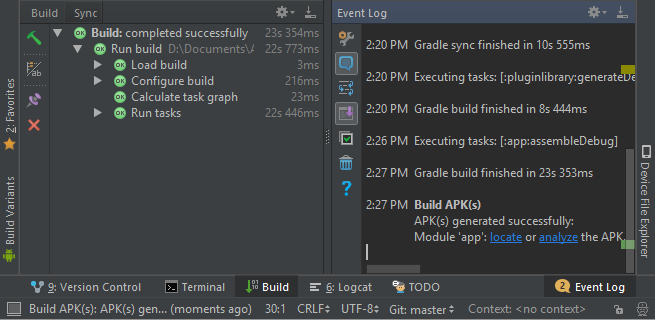 Build Sync
Build: completed successfully 23s 354ms
Run build D:\Documents\A 22s 773ms
Load build 3ms
Configure build 216ms
Calculate task graph 23ms
Run tasks 22s 446ms
2: Favorites
Build Variants
Event Log
2:20 PM Gradle sync finished in 10s 555ms
2:20 PM Executing tasks: [:pluginlibrary:generateDe
2:20 PM Gradle build finished in 8s 444ms
2:26 PM Executing tasks: [:app:assembleDebug]
2:27 PM Gradle build finished in 23s 353ms
2:27 PM Build APK(s)
APK(s) generated successfully:
Module 'app': locate or analyze the APK.
Device File Explorer
9: Version Control Terminal Build 6: Logcat TODO 2 Event Log
Build APK(s): APK(s) gen... (moments ago) 30:1 CRLF UTF-8 Git: master Context: <no context>